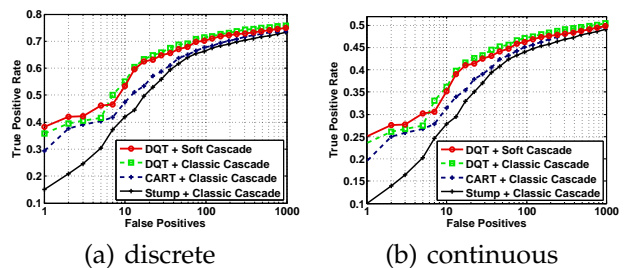 True Positive Rate
0.8
0.7
0.6
0.5
0.4
0.3
0.2
0.1
1 10 100 1000
False Positives
DQT + Soft Cascade
DQT + Classic Cascade
CART + Classic Cascade
Stump + Classic Cascade
(a) discrete
True Positive Rate
0.5
0.45
0.4
0.35
0.3
0.25
0.2
0.15
0.1
1 10 100 1000
False Positives
DQT + Soft Cascade
DQT + Classic Cascade
CART + Classic Cascade
Stump + Classic Cascade
(b) continuous